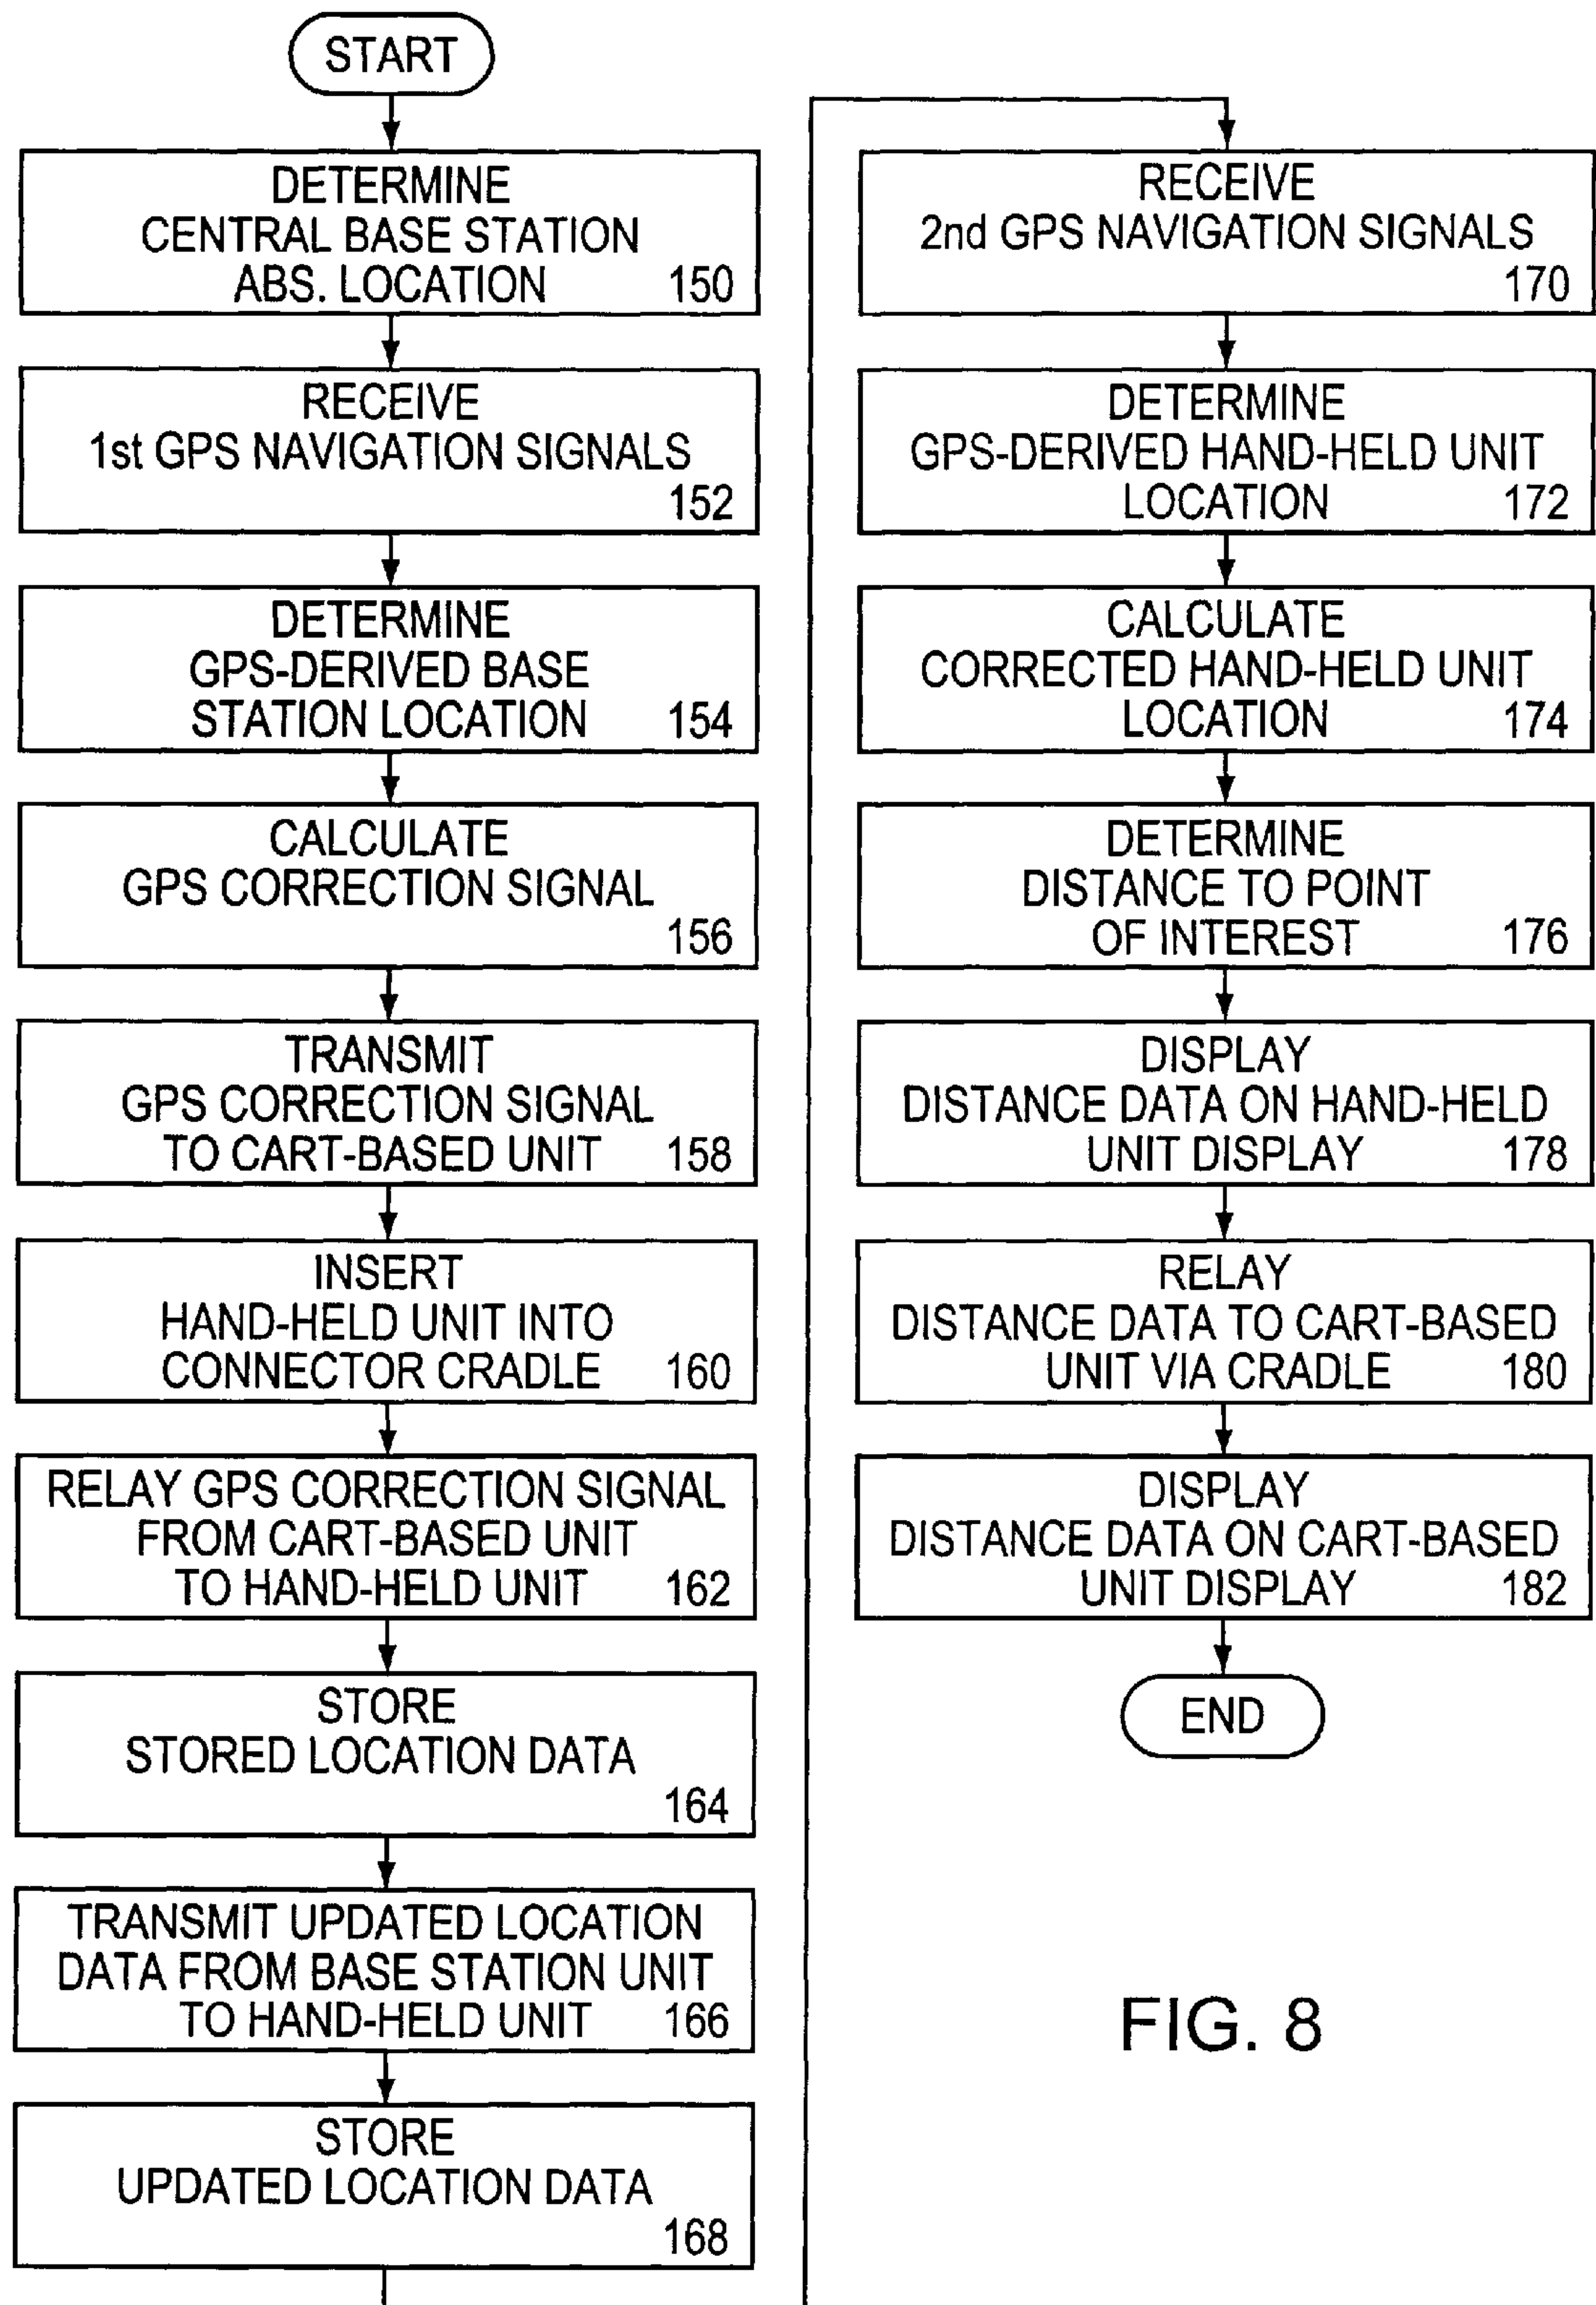 START
DETERMINE
CENTRAL BASE STATION
ABS. LOCATION 150
RECEIVE
1st GPS NAVIGATION SIGNALS
152
DETERMINE
GPS-DERIVED BASE
STATION LOCATION 154
CALCULATE
GPS CORRECTION SIGNAL
156
TRANSMIT
GPS CORRECTION SIGNAL
TO CART-BASED UNIT 158
INSERT
HAND-HELD UNIT INTO
CONNECTOR CRADLE 160
RELAY GPS CORRECTION SIGNAL
FROM CART-BASED UNIT
TO HAND-HELD UNIT 162
STORE
STORED LOCATION DATA
164
TRANSMIT UPDATED LOCATION
DATA FROM BASE STATION UNIT
TO HAND-HELD UNIT 166
STORE
UPDATED LOCATION DATA
168
RECEIVE
2nd GPS NAVIGATION SIGNALS
170
DETERMINE
GPS-DERIVED HAND-HELD UNIT
LOCATION 172
CALCULATE
CORRECTED HAND-HELD UNIT
LOCATION 174
DETERMINE
DISTANCE TO POINT
OF INTEREST 176
DISPLAY
DISTANCE DATA ON HAND-HELD
UNIT DISPLAY 178
RELAY
DISTANCE DATA TO CART-BASED
UNIT VIA CRADLE 180
DISPLAY
DISTANCE DATA ON CART-BASED
UNIT DISPLAY 182
END
FIG. 8